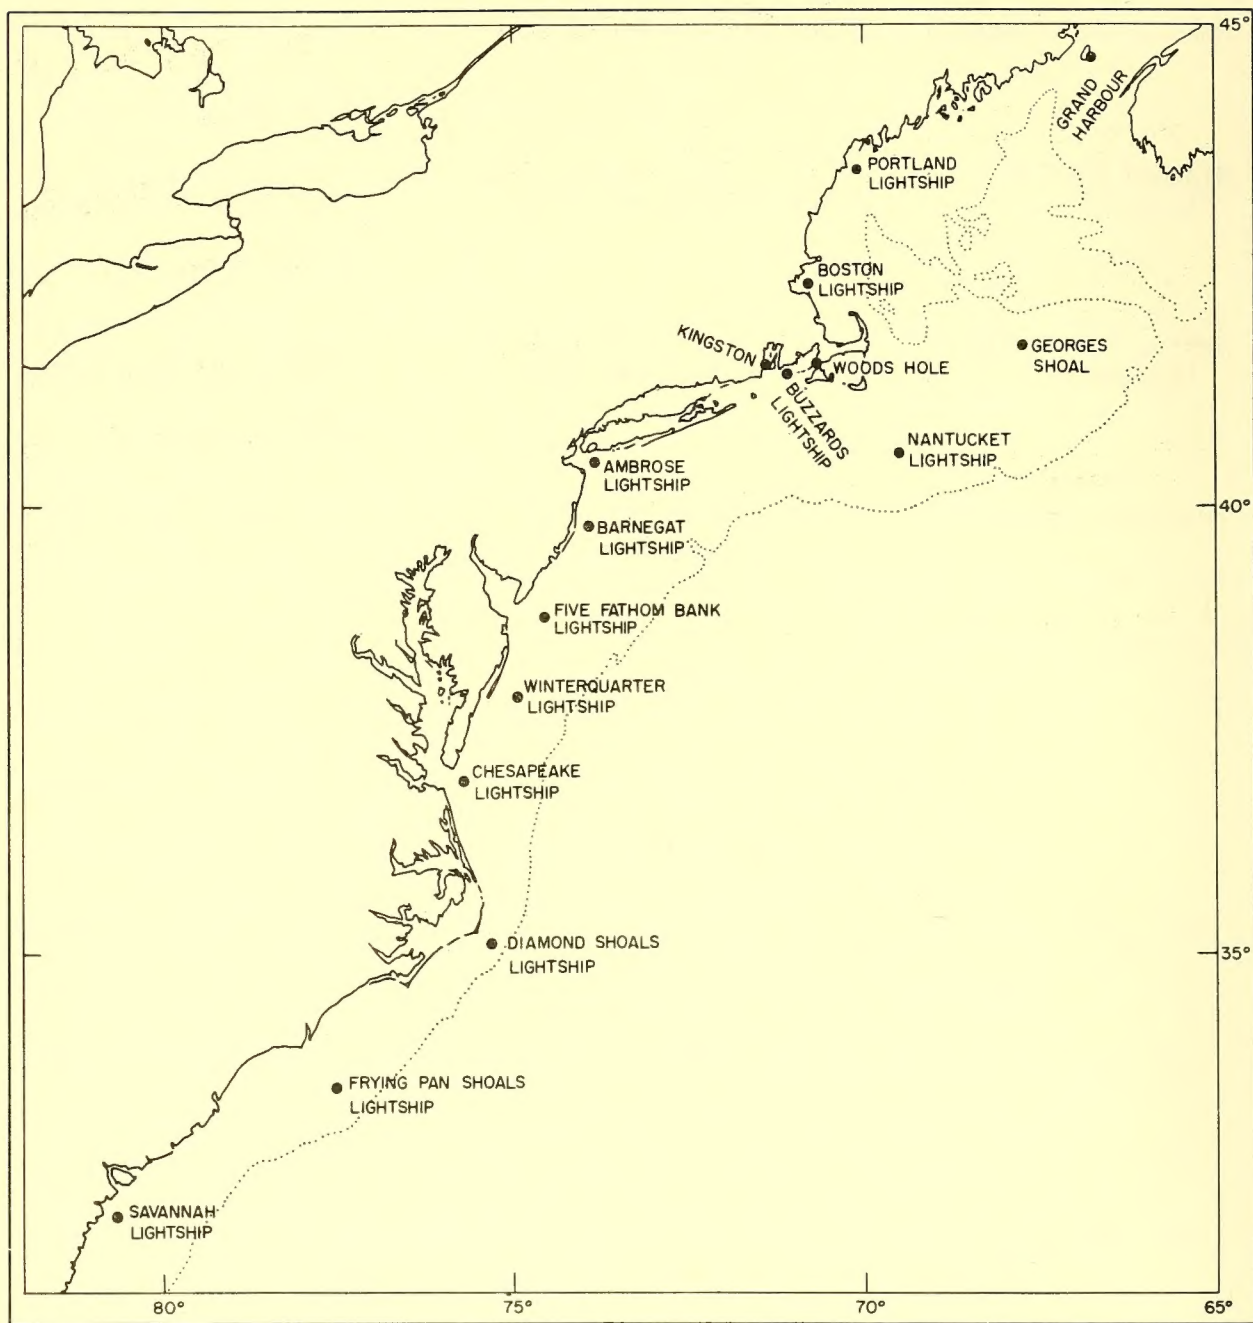 45°
GRAND
HARBOUR
PORTLAND
LIGHTSHIP
BOSTON
LIGHTSHIP
KINGSTON
GEORGES
SHOAL
WOODS HOLE
BUZZARDS
LIGHTSHIP
NANTUCKET
LIGHTSHIP
AMBROSE
LIGHTSHIP
40°
BARNEGAT
LIGHTSHIP
FIVE FATHOM BANK
LIGHTSHIP
WINTERQUARTER
LIGHTSHIP
CHESAPEAKE
LIGHTSHIP
DIAMOND SHOALS
LIGHTSHIP
35°
FRYING PAN SHOALS
LIGHTSHIP
SAVANNAH
LIGHTSHIP
80°
75°
70°
65°